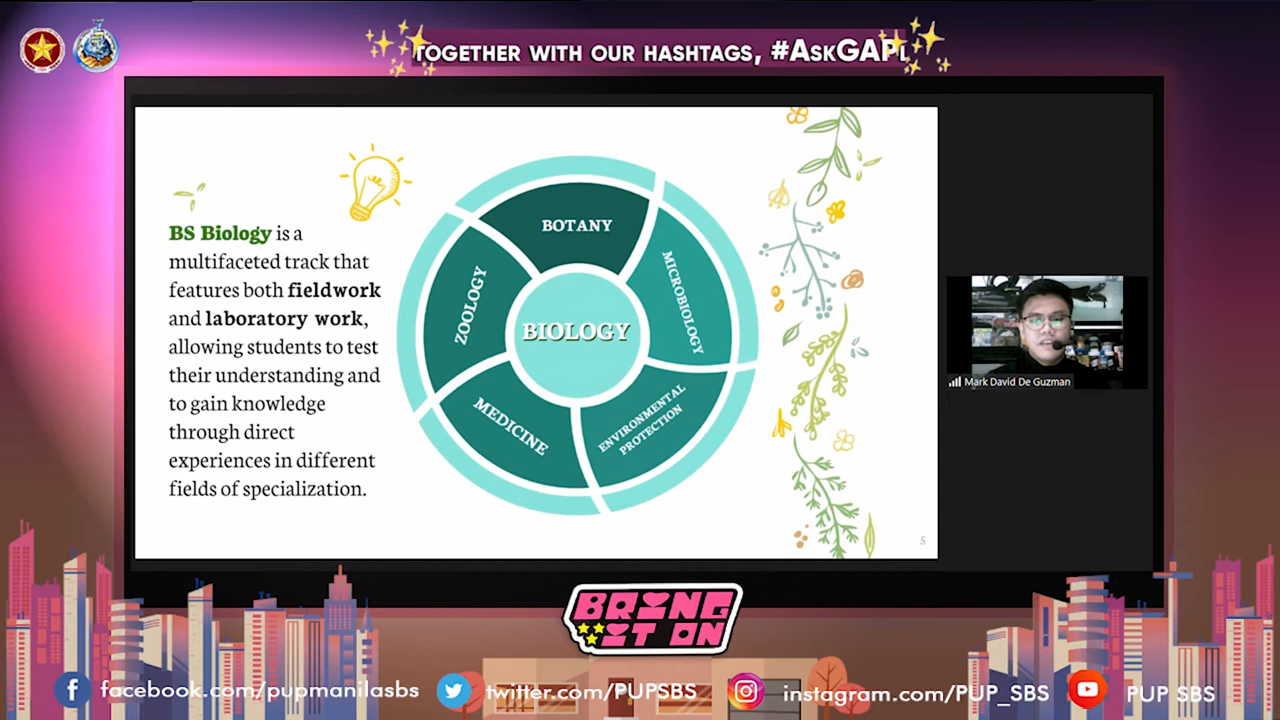 TOGETHER WITH OUR HASHTAGS, #ASKGAPL
BS Biology is a
multifaceted track that
features both fieldwork
and laboratory work,
allowing students to test
their understanding and
to gain knowledge
through direct
experiences in different
fields of specialization.
BOTANY
MICROBIOLOGY
ENVIRONMENTAL
PROTECTION
MEDICINE
ZOOLOGY
BIOLOGY
5
Mark David De Guzman
BRING
IT ON
facebook.com/pupmanilasbs
twitter.com/PUPSBS
instagram.com/PUP_SBS
PUP SBS